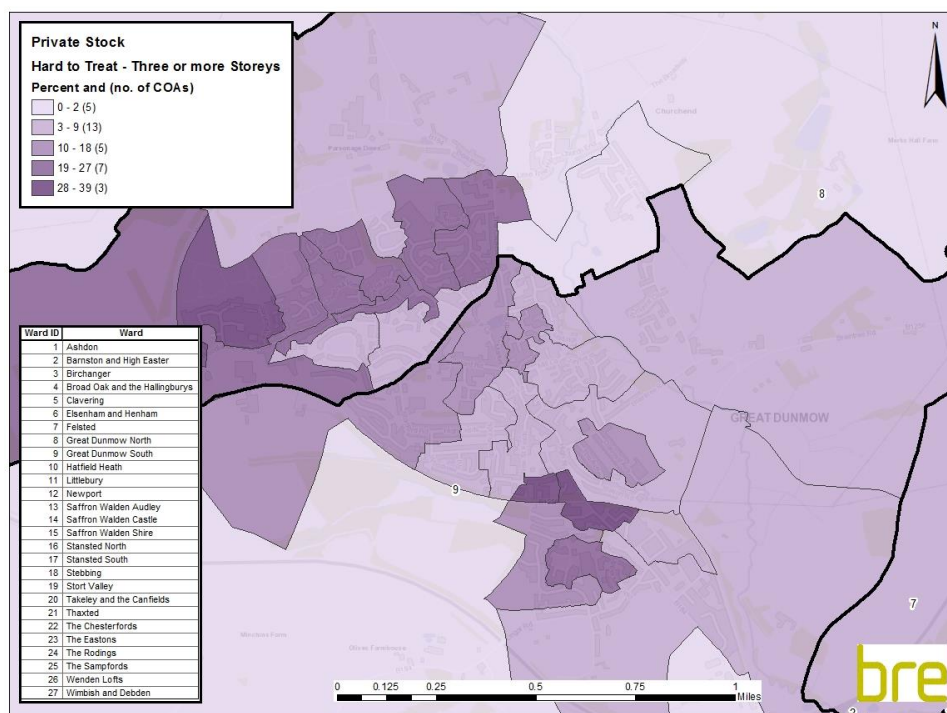 Private Stock
Hard to Treat - Three or more Storeys
Percent and (no. of COAs)
0 - 2 (5)
3 - 9 (13)
10 - 18 (5)
19 - 27 (7)
28 - 39 (3)
N
Churchend
Parsonage Downs
8
Ward ID Ward
1 Ashdon
2 Barnston and High Easter
3 Birchanger
4 Broad Oak and the Hallingburys
5 Clavering
6 Elsenham and Henham
7 Felsted
8 Great Dunmow North
9 Great Dunmow South
10 Hatfield Heath
11 Littlebury
12 Newport
13 Saffron Walden Audley
14 Saffron Walden Castle
15 Saffron Walden Shire
16 Stansted North
17 Stansted South
18 Stebbing
19 Stort Valley
20 Takeley and the Canfields
21 Thaxted
22 The Chesterfords
23 The Eastons
24 The Rodings
25 The Sampfords
26 Wenden Lofts
27 Wimbish and Debden
GREAT DUNMOW
9
7
0 0.125 0.25 0.5 0.75 1
Miles
bre